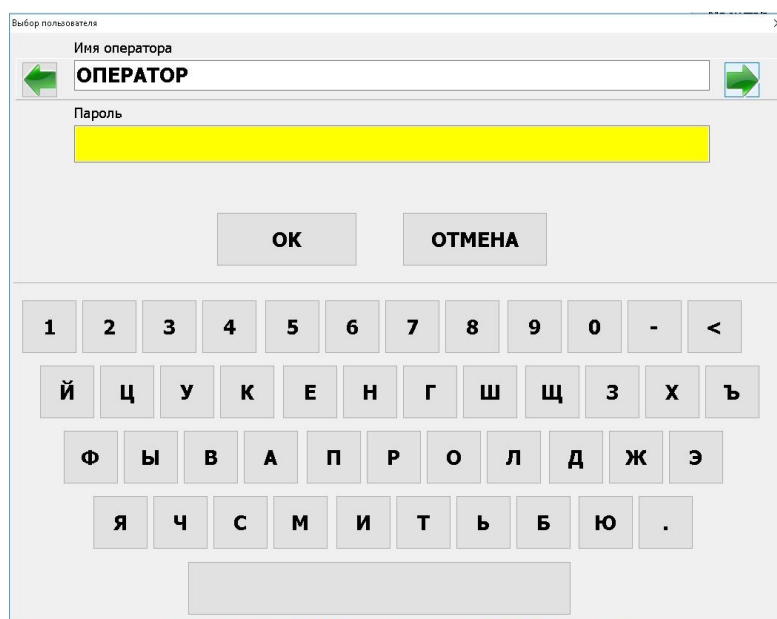 Выбор пользователя
Имя оператора
ОПЕРАТОР
Пароль
ОК ОТМЕНА
1 2 3 4 5 6 7 8 9 0 - <
Й Ц У К Е Н Г Ш Щ З Х Ъ
Ф Ы В А П Р О Л Д Ж Э
Я Ч С М И Т Ь Б Ю .